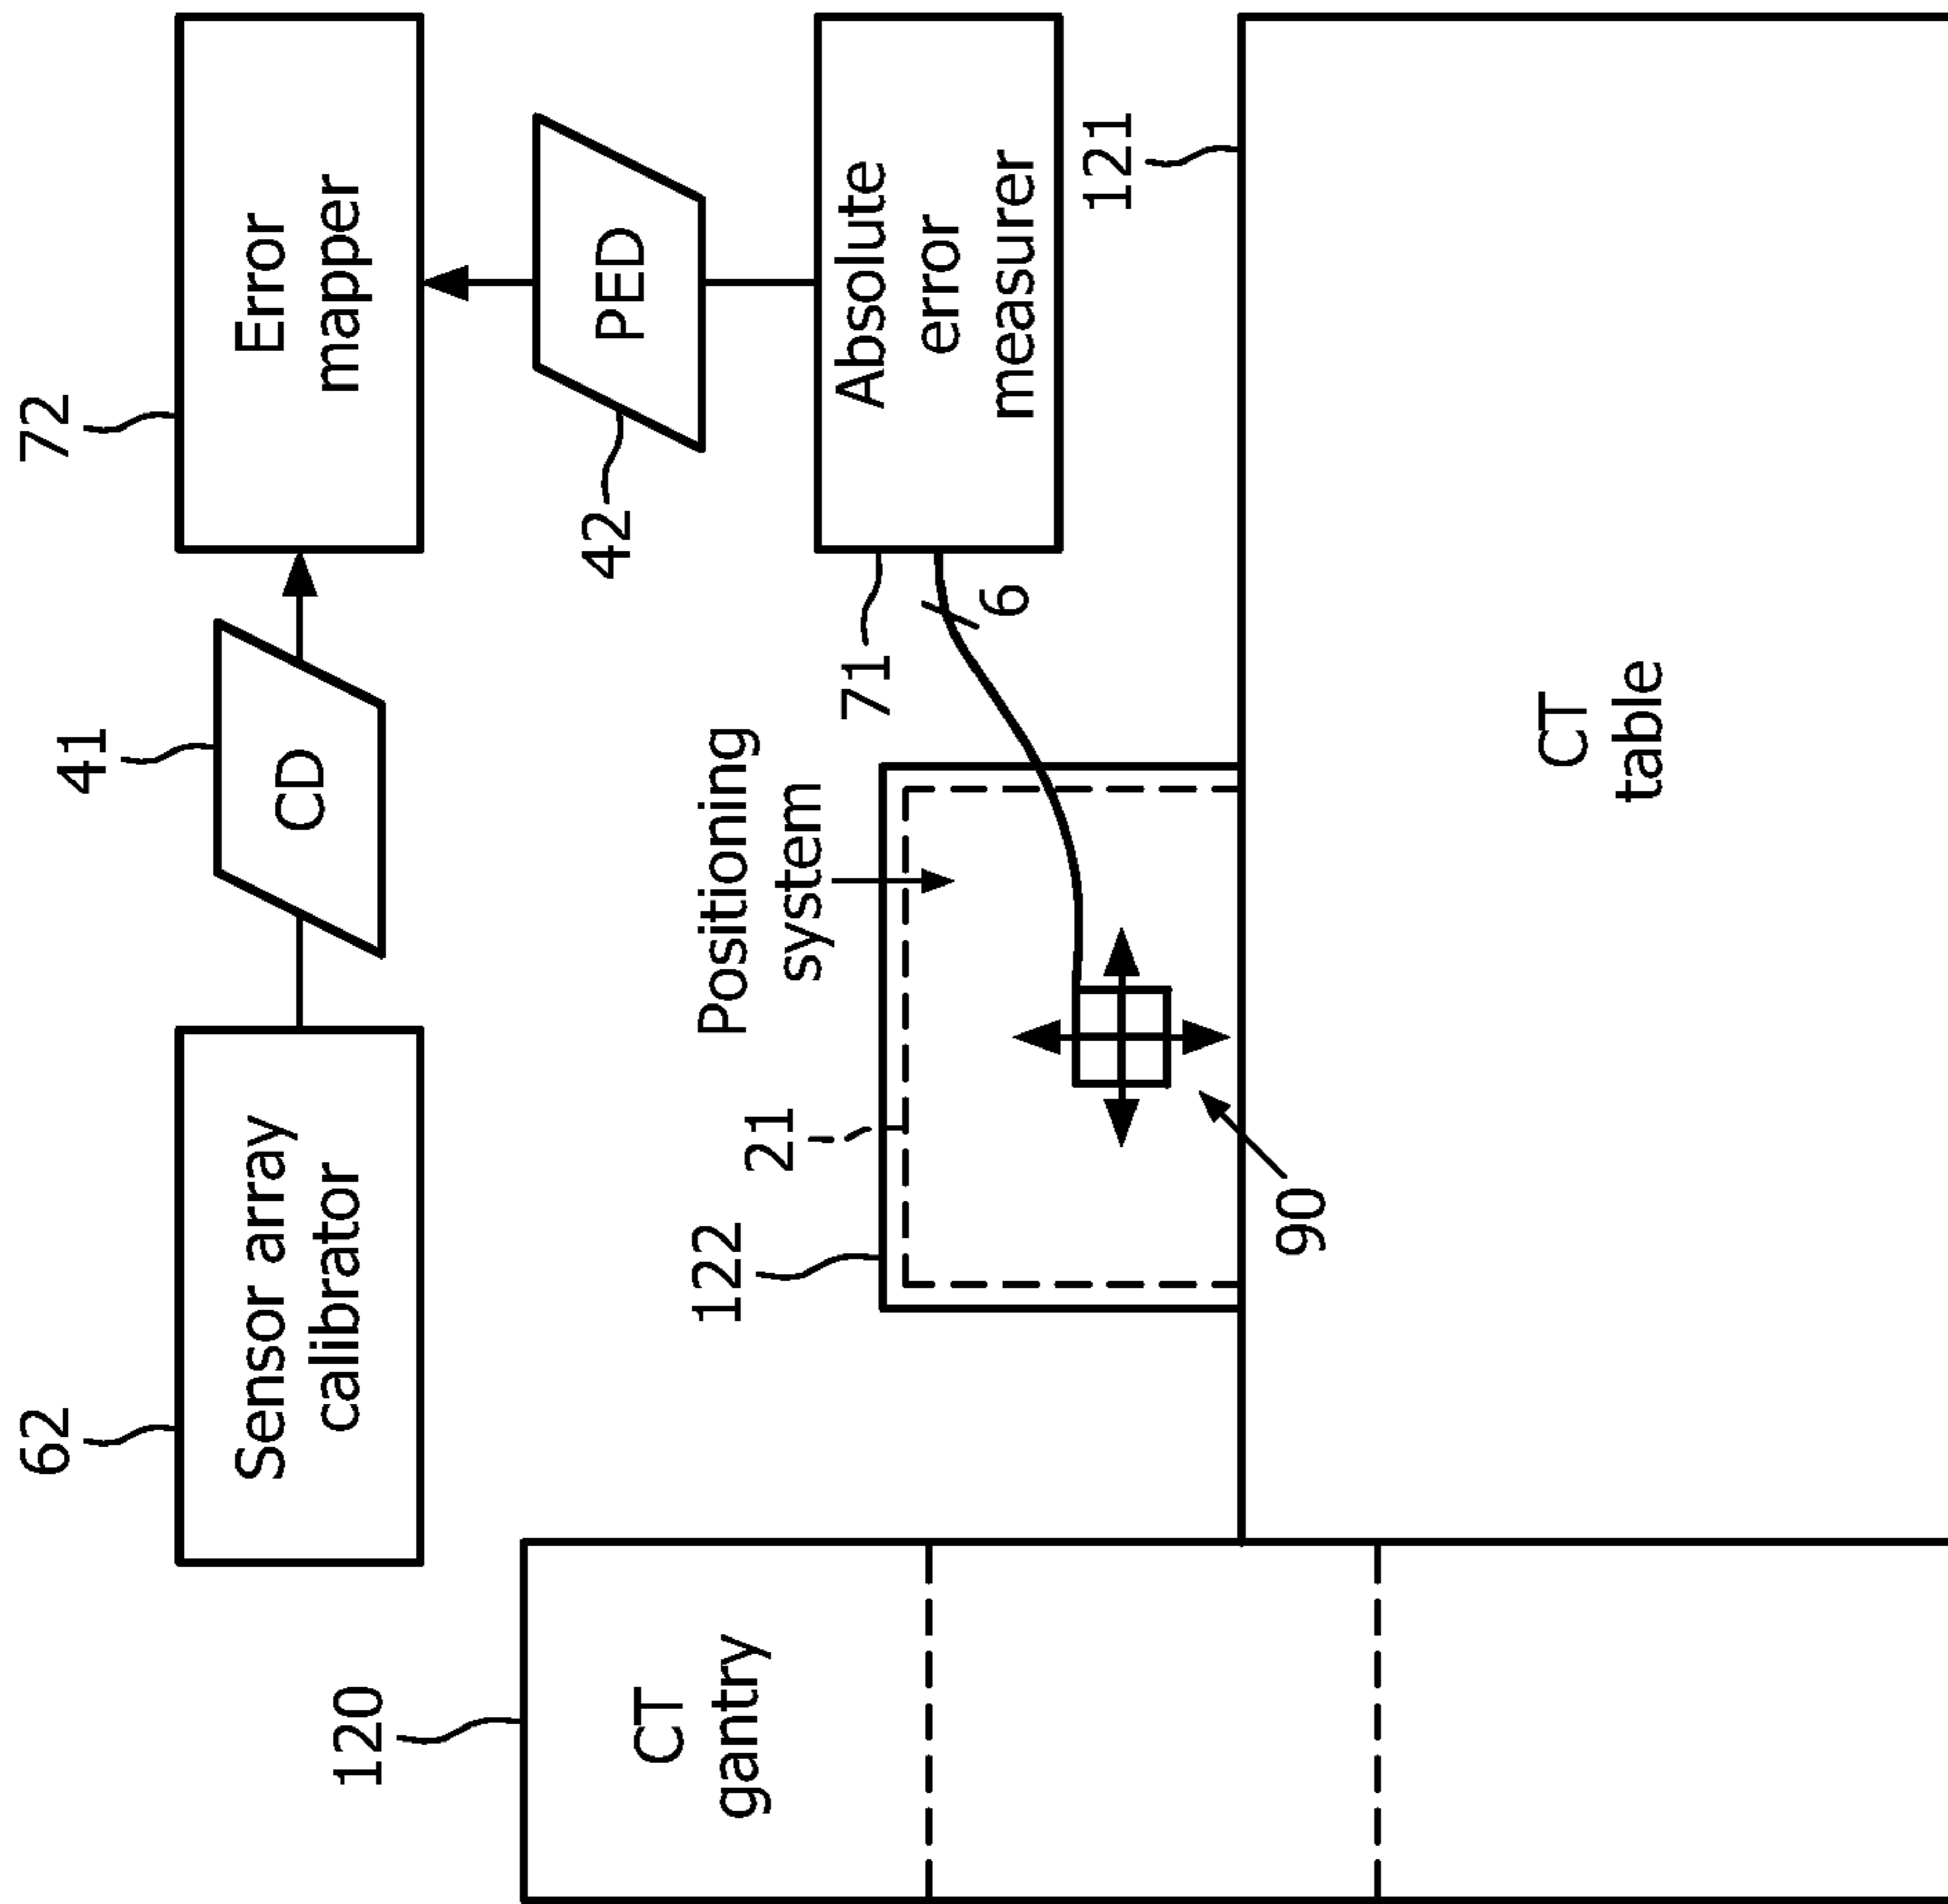 62
Sensor array
calibrator
41
CD
72
Error
mapper
42
PED
Absolute
error
measurer
71
6
Positioning
system
21
122
90
120
CT
gantry
121
CT
table